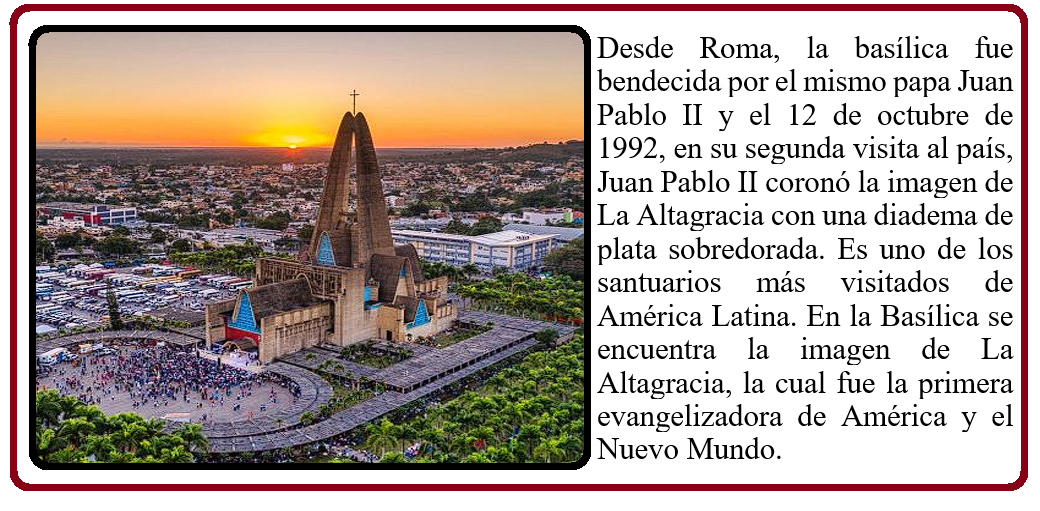 Desde Roma, la basílica fue
bendecida por el mismo papa Juan
Pablo II y el 12 de octubre de
1992, en su segunda visita al país,
Juan Pablo II coronó la imagen de
La Altagracia con una diadema de
plata sobredorada. Es uno de los
santuarios más visitados de
América Latina. En la Basílica se
encuentra la imagen de La
Altagracia, la cual fue la primera
evangelizadora de América y el
Nuevo Mundo.